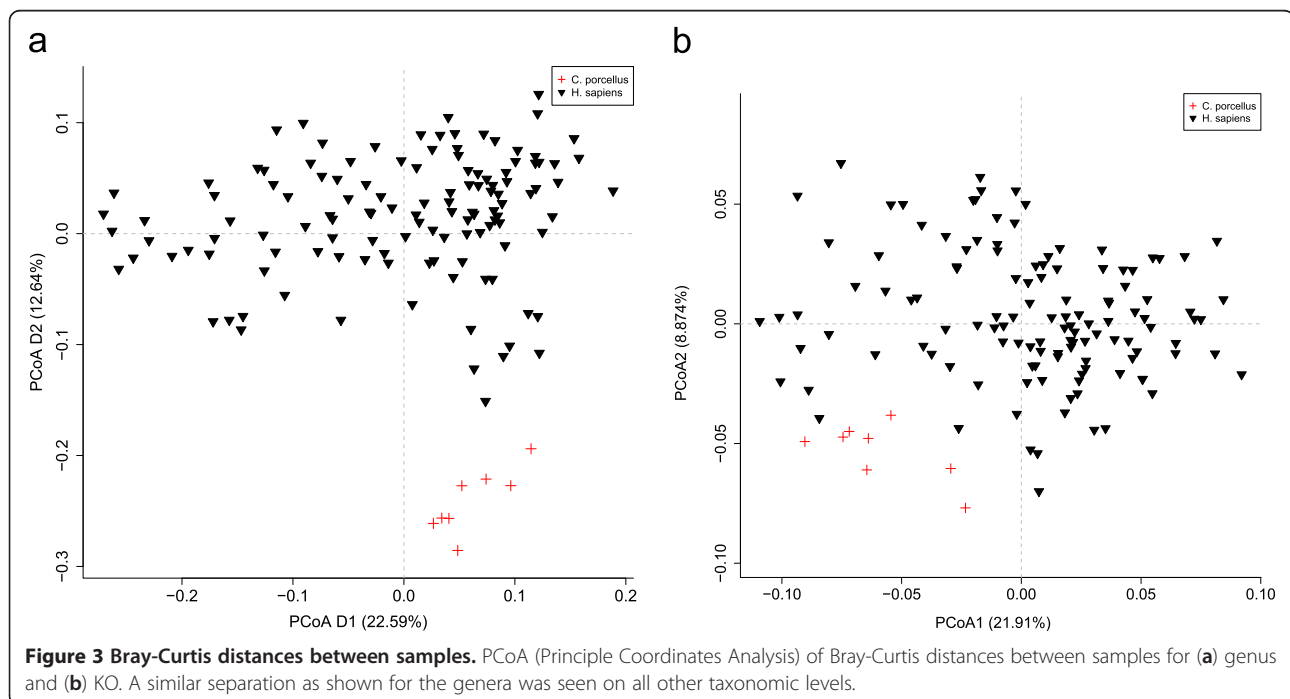 a
C. porcellus
H. sapiens
PCoA D2 (12.64%)
0.1
0.0
−0.1
−0.2
−0.3
−0.2
−0.1
0.0
0.1
0.2
PCoA D1 (22.59%)
b
C. porcellus
H. sapiens
PCoA2 (8.874%)
0.05
0.00
−0.05
−0.10
−0.10
−0.05
0.00
0.05
0.10
PCoA1 (21.91%)
Figure 3 Bray-Curtis distances between samples. PCoA (Principle Coordinates Analysis) of Bray-Curtis distances between samples for (a) genus
and (b) KO. A similar separation as shown for the genera was seen on all other taxonomic levels.